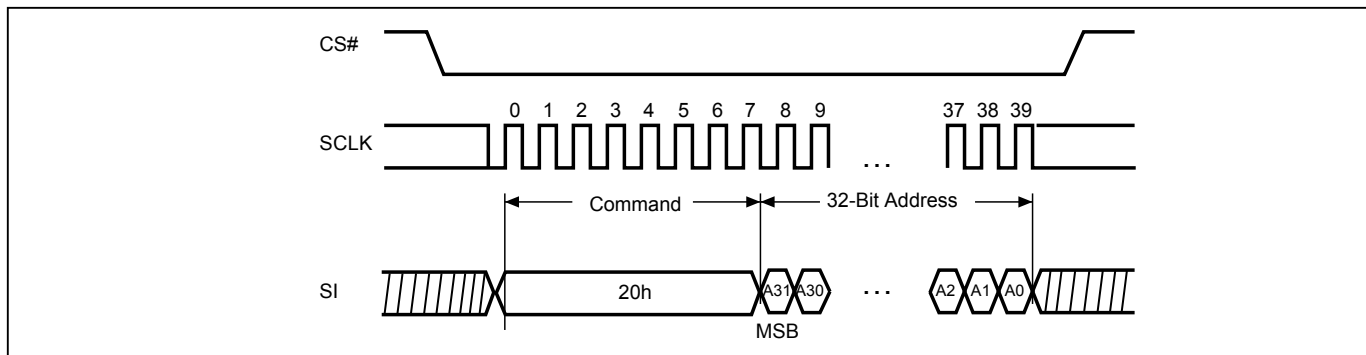 CS#
0 1 2 3 4 5 6 7 8 9 37 38 39
SCLK
...
Command
32-Bit Address
SI
20h
A31 A30 ... A2 A1 A0
MSB